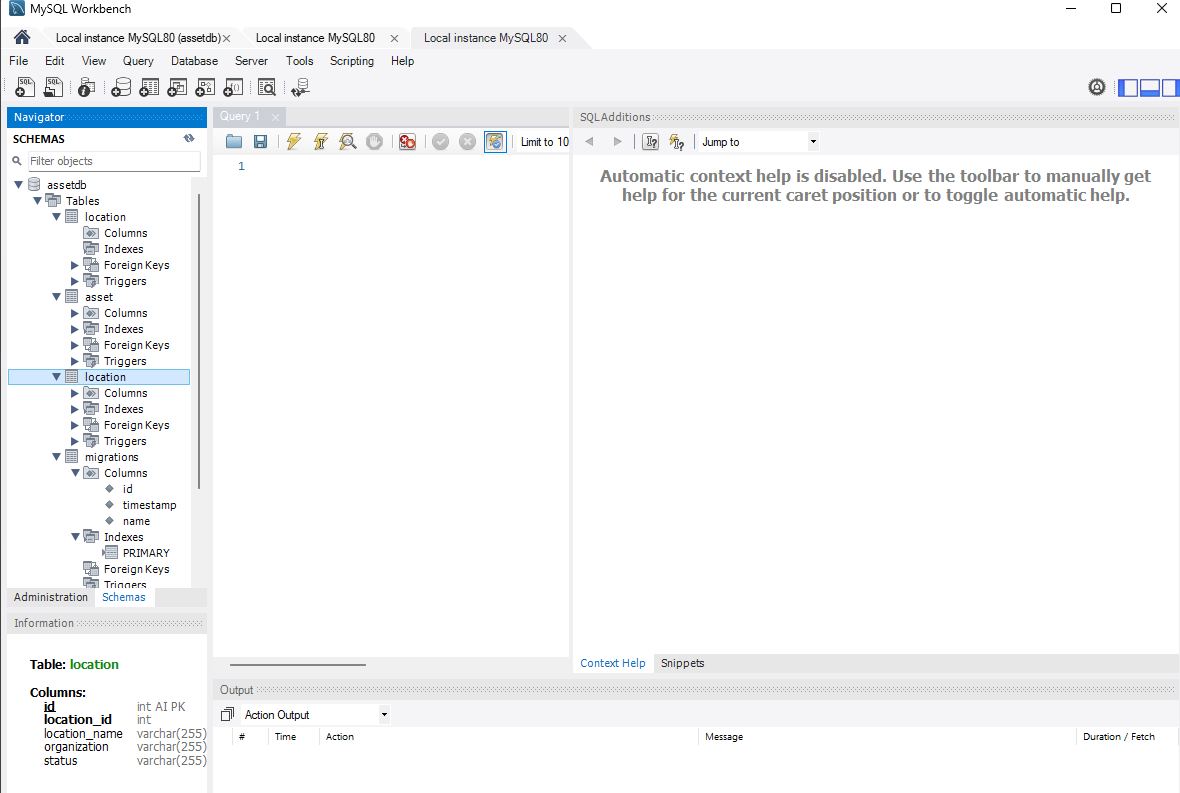 MySQL Workbench
Local instance MySQL80 (assetdb) Local instance MySQL80 Local instance MySQL80
File Edit View Query Database Server Tools Scripting Help
Navigator
SCHEMAS
Filter objects
assetdb
Tables
location
Columns
Indexes
Foreign Keys
Triggers
asset
Columns
Indexes
Foreign Keys
Triggers
location
Columns
Indexes
Foreign Keys
Triggers
migrations
Columns
id
timestamp
name
Indexes
PRIMARY
Foreign Keys
Triggers
Administration Schemas
Information
Table: location
Columns:
id int AI PK
location_id int
location_name varchar(255)
organization varchar(255)
status varchar(255)
Query 1
Limit to 10
1
SQLAdditions
Jump to
Automatic context help is disabled. Use the toolbar to manually get
help for the current caret position or to toggle automatic help.
Context Help Snippets
Output
Action Output
# Time Action Message Duration / Fetch